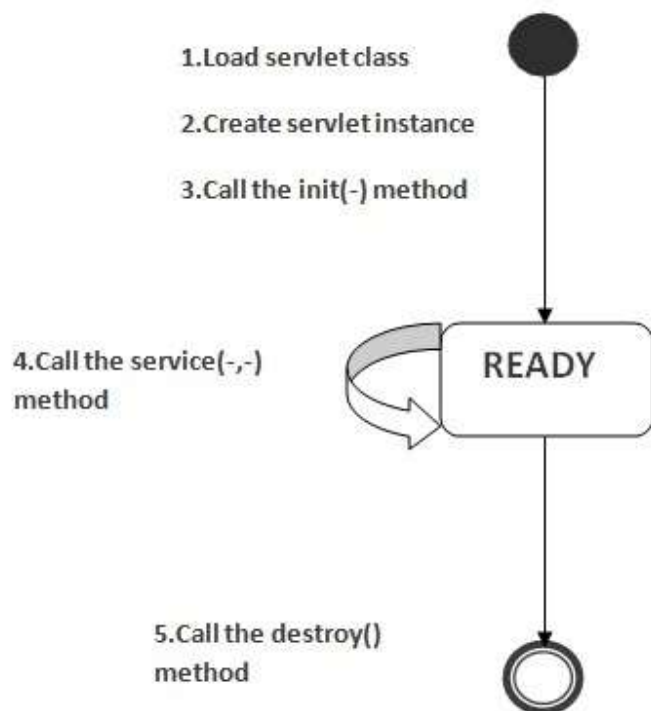 1.Load servlet class
2.Create servlet instance
3.Call the init(-) method
4.Call the service(-,-)
method
READY
5.Call the destroy()
method